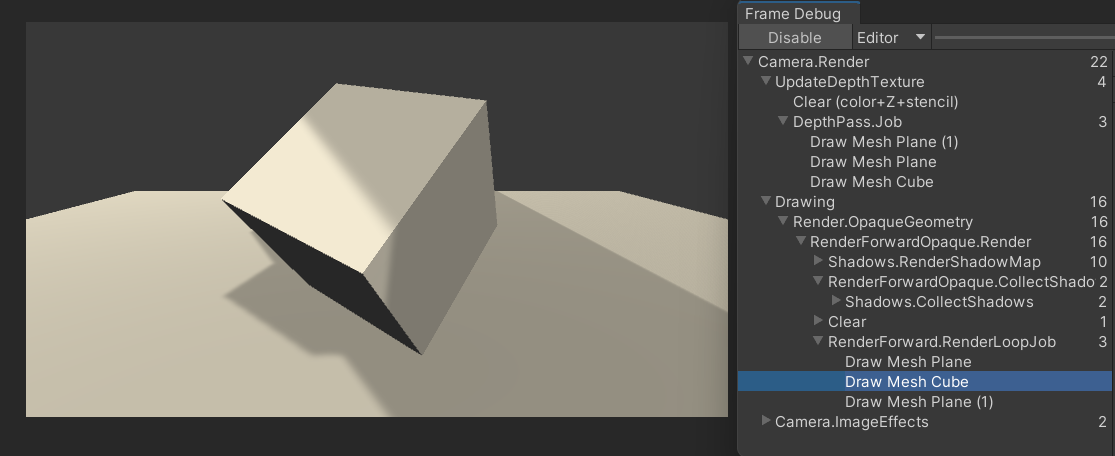 Frame Debug
Disable Editor
Camera.Render 22
UpdateDepthTexture 4
Clear (color+Z+stencil)
DepthPass.Job 3
Draw Mesh Plane (1)
Draw Mesh Plane
Draw Mesh Cube
Drawing 16
Render.OpaqueGeometry 16
RenderForwardOpaque.Render 16
Shadows.RenderShadowMap 10
RenderForwardOpaque.CollectShado 2
Shadows.CollectShadows 2
Clear 1
RenderForward.RenderLoopJob 3
Draw Mesh Plane
Draw Mesh Cube
Draw Mesh Plane (1)
Camera.ImageEffects 2